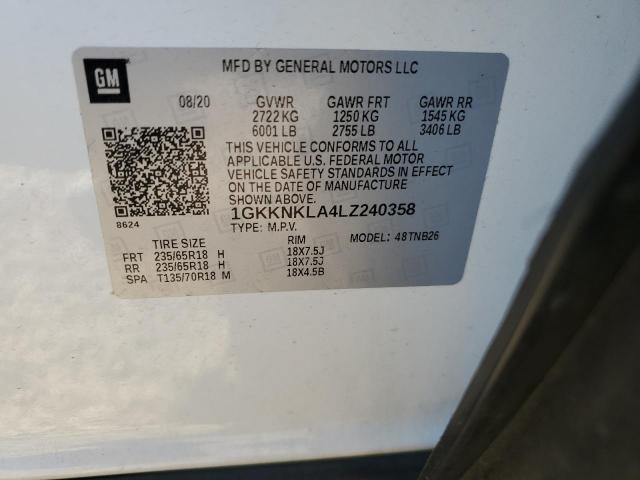 GM
MFD BY GENERAL MOTORS LLC
08/20 GVWR GAWR FRT GAWR RR
2722 KG 1250 KG 1545 KG
6001 LB 2755 LB 3406 LB
THIS VEHICLE CONFORMS TO ALL
APPLICABLE U.S. FEDERAL MOTOR
VEHICLE SAFETY STANDARDS IN EFFECT
ON THE DATE OF MANUFACTURE
SHOWN ABOVE.
8624
1GKKNKLA4LZ240358
TYPE: M.P.V. MODEL: 48TNB26
TIRE SIZE RIM
FRT 235/65R18 H 18X7.5J
RR 235/65R18 H 18X7.5J
SPA T135/70R18 M 18X4.5B